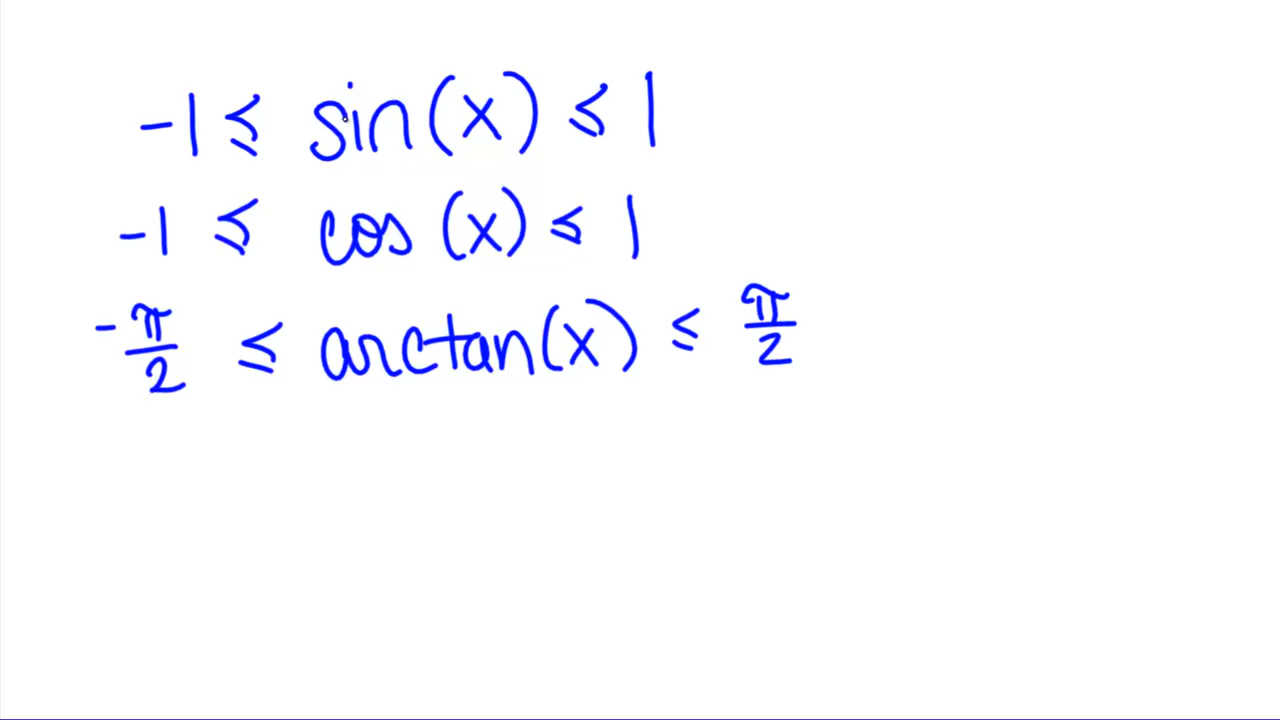 -1 ≤ sin(x) ≤ 1
-1 ≤ cos(x) ≤ 1
-π/2 ≤ arctan(x) ≤ π/2